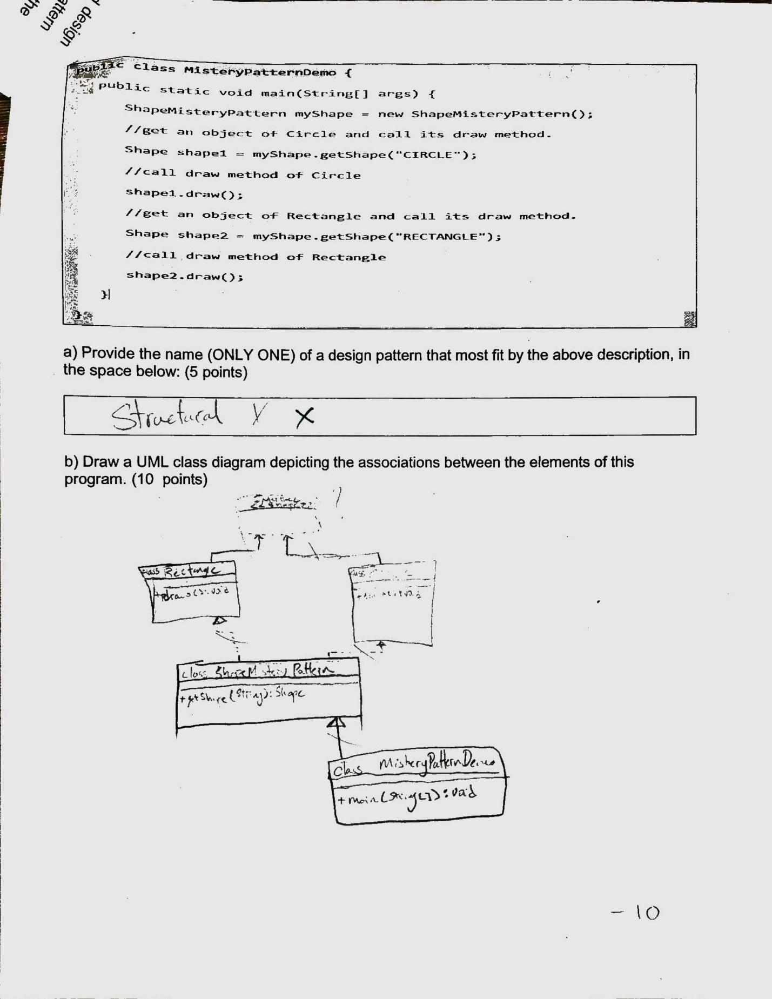 design
attern
the
public class MisteryPatternDemo {
public static void main(String[] args) {
ShapeMisteryPattern myShape = new ShapeMisteryPattern();
//get an object of Circle and call its draw method.
Shape shape1 = myShape.getShape("CIRCLE");
//call draw method of Circle
shape1.draw();
//get an object of Rectangle and call its draw method.
Shape shape2 = myShape.getShape("RECTANGLE");
//call draw method of Rectangle
shape2.draw();
}
}
a) Provide the name (ONLY ONE) of a design pattern that most fit by the above description, in
the space below: (5 points)
Structural X X
b) Draw a UML class diagram depicting the associations between the elements of this
program. (10 points)
?
class Rectangle
+draw(): void
class
class ShapeMistery Pattern
+getShape(String): Shape
class MisteryPatternDemo
+main(String[]): void
- 10